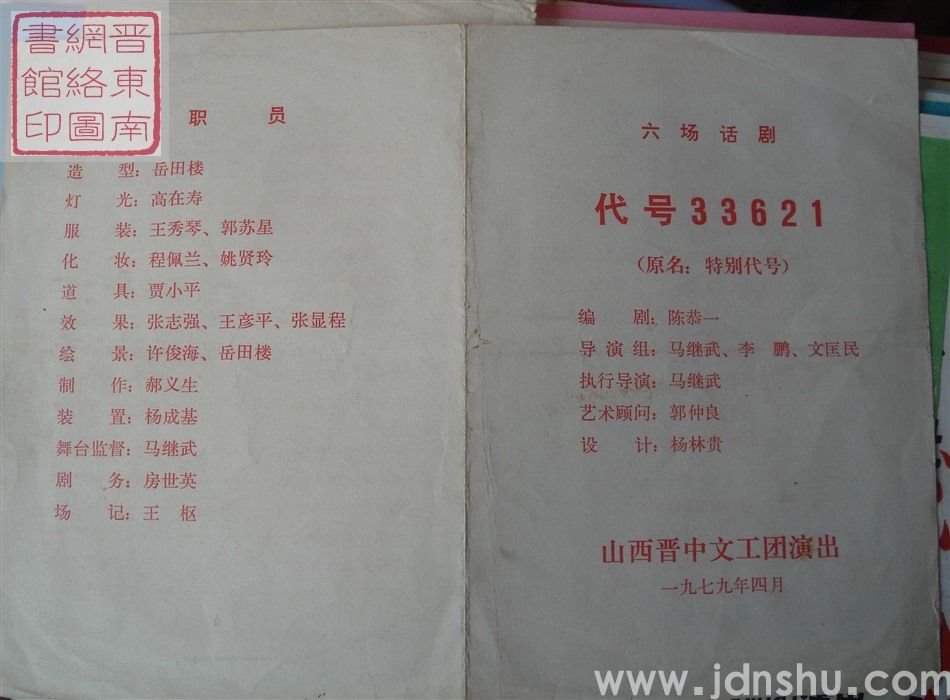 晋東南
網絡圖
書館印
职 员
造 型：岳田楼
灯 光：高在寿
服 装：王秀琴、郭苏星
化 妆：程佩兰、姚贤玲
道 具：贾小平
效 果：张志强、王彦平、张显程
绘 景：许俊海、岳田楼
制 作：郝义生
装 置：杨成基
舞台监督：马继武
剧 务：房世英
场 记：王 枢
六场话剧
代号33621
（原名：特别代号）
编 剧：陈恭一
导演组：马继武、李 鹏、文匡民
执行导演：马继武
艺术顾问：郭仲良
设 计：杨林贵
山西晋中文工团演出
一九七九年四月
www.jdnshu.com